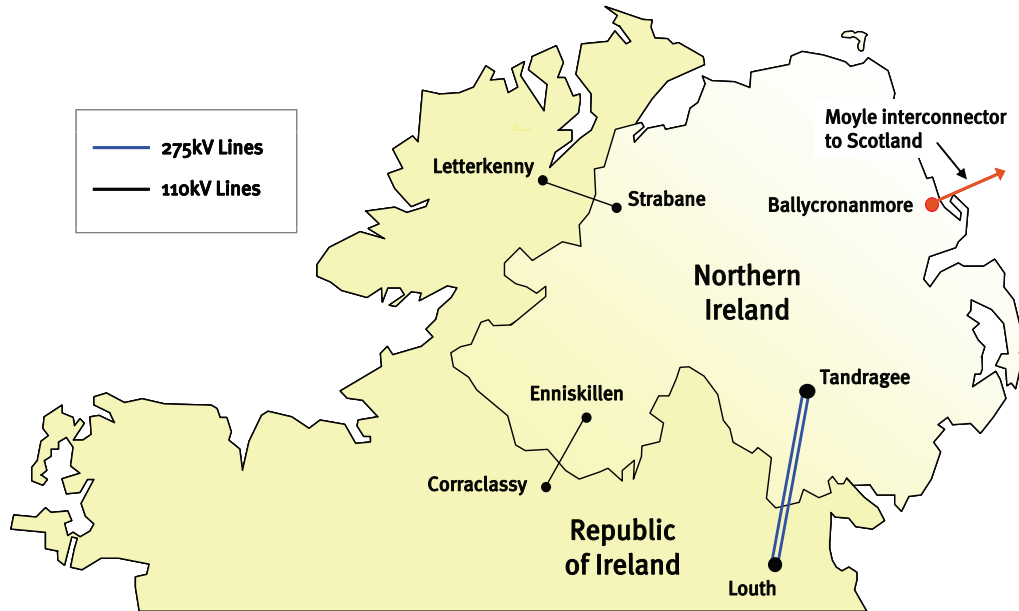 275kV Lines
110kV Lines
Moyle interconnector
to Scotland
Letterkenny
Strabane
Ballycronanmore
Northern
Ireland
Tandragee
Enniskillen
Corraclassy
Republic
of Ireland
Louth